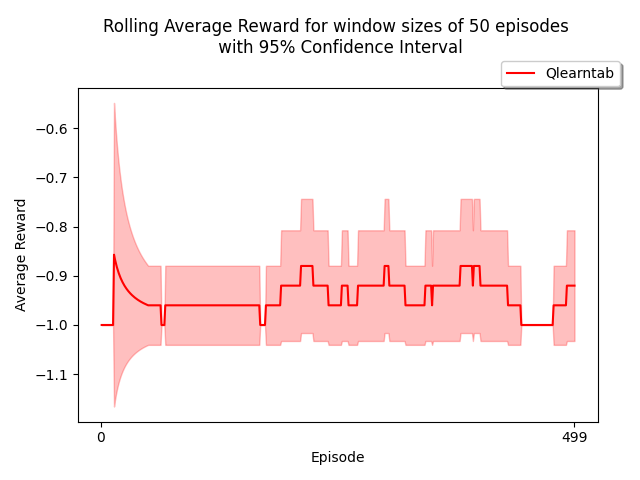 Rolling Average Reward for window sizes of 50 episodes
with 95% Confidence Interval
Qlearntab
−0.6
−0.7
−0.8
−0.9
−1.0
−1.1
Average Reward
0
499
Episode